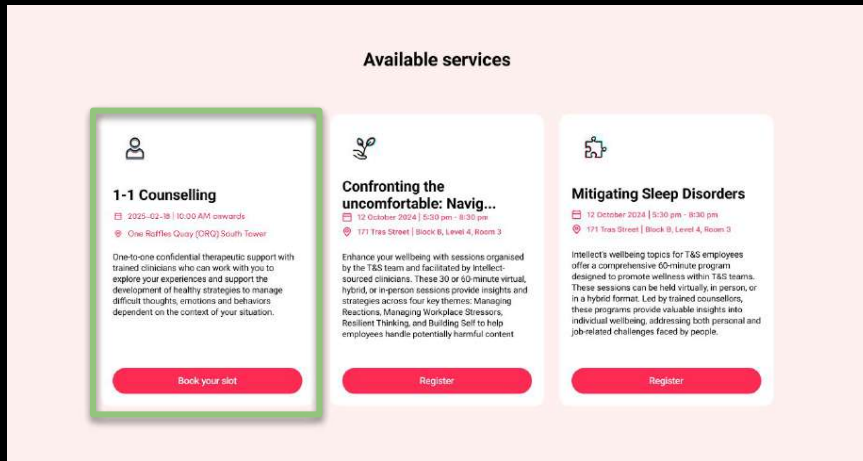 Available services
1-1 Counselling
2025-02-18 | 10:00 AM onwards
One Raffles Quay (ORQ) South Tower
One-to-one confidential therapeutic support with
trained clinicians who can work with you to
explore your experiences and support the
development of healthy strategies to manage
difficult thoughts, emotions and behaviors
dependent on the context of your situation.
Book your slot
Confronting the
uncomfortable: Navig...
12 October 2024 | 5:30 pm - 8:30 pm
171 Tras Street | Block B, Level 4, Room 3
Enhance your wellbeing with sessions organised
by the T&S team and facilitated by Intellect-
sourced clinicians. These 30 or 60-minute virtual,
hybrid, or in-person sessions provide insights and
strategies across four key themes: Managing
Reactions, Managing Workplace Stressors,
Resilient Thinking, and Building Self to help
employees handle potentially harmful content
Register
Mitigating Sleep Disorders
12 October 2024 | 5:30 pm - 8:30 pm
171 Tras Street | Block B, Level 4, Room 3
Intellect's wellbeing topics for T&S employees
offer a comprehensive 60-minute program
designed to promote wellness within T&S teams.
These sessions can be held virtually, in person, or
in a hybrid format. Led by trained counsellors,
these programs provide valuable insights into
individual wellbeing, addressing both personal and
job-related challenges faced by people.
Register